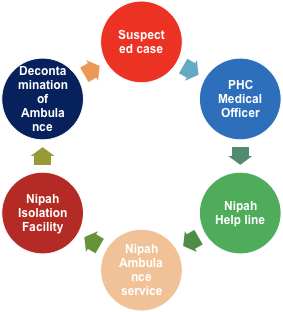 Suspect
ed case
PHC
Medical
Officer
Nipah
Help line
Nipah
Ambula
nce
service
Nipah
Isolation
Facility
Deconta
mination
of
Ambula
nce